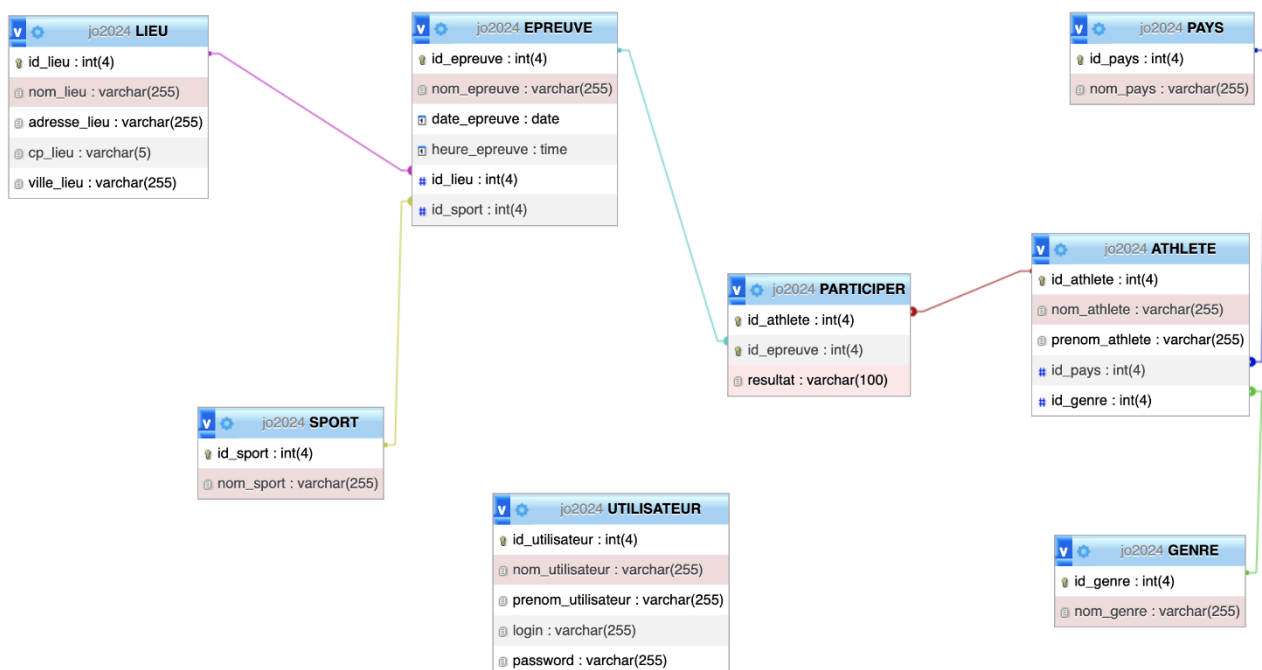 jo2024 LIEU
id_lieu : int(4)
nom_lieu : varchar(255)
adresse_lieu : varchar(255)
cp_lieu : varchar(5)
ville_lieu : varchar(255)
jo2024 EPREUVE
id_epreuve : int(4)
nom_epreuve : varchar(255)
date_epreuve : date
heure_epreuve : time
id_lieu : int(4)
id_sport : int(4)
jo2024 PAYS
id_pays : int(4)
nom_pays : varchar(255)
jo2024 PARTICIPER
id_athlete : int(4)
id_epreuve : int(4)
resultat : varchar(100)
jo2024 ATHLETE
id_athlete : int(4)
nom_athlete : varchar(255)
prenom_athlete : varchar(255)
id_pays : int(4)
id_genre : int(4)
jo2024 SPORT
id_sport : int(4)
nom_sport : varchar(255)
jo2024 UTILISATEUR
id_utilisateur : int(4)
nom_utilisateur : varchar(255)
prenom_utilisateur : varchar(255)
login : varchar(255)
password : varchar(255)
jo2024 GENRE
id_genre : int(4)
nom_genre : varchar(255)